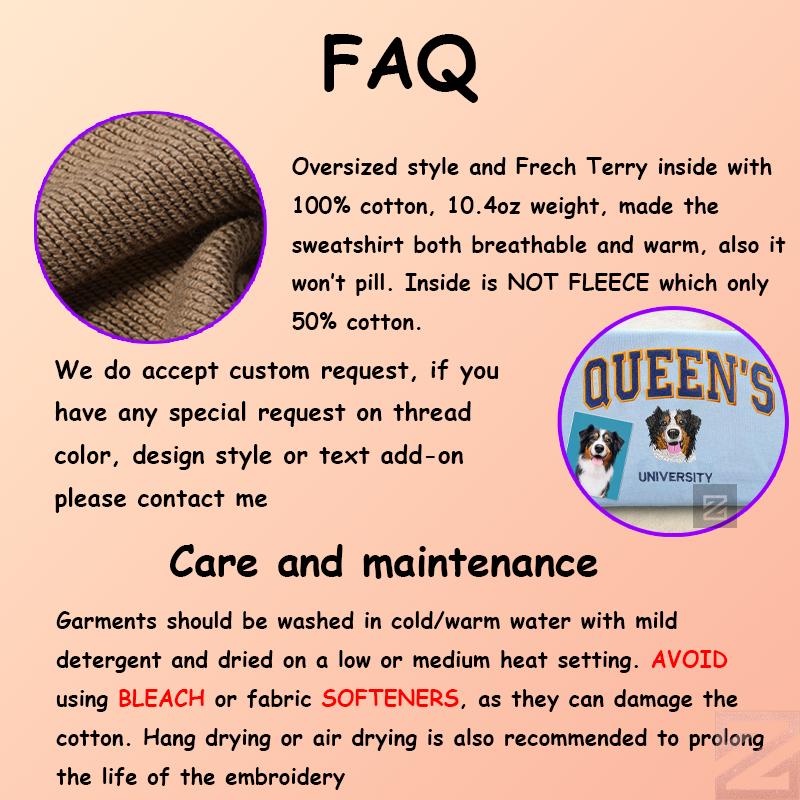 FAQ
Oversized style and Frech Terry inside with
100% cotton, 10.4oz weight, made the
sweatshirt both breathable and warm, also it
won't pill. Inside is NOT FLEECE which only
50% cotton.
We do accept custom request, if you
have any special request on thread
color, design style or text add-on
please contact me
QUEEN'S
UNIVERSITY
Care and maintenance
Garments should be washed in cold/warm water with mild
detergent and dried on a low or medium heat setting. AVOID
using BLEACH or fabric SOFTENERS, as they can damage the
cotton. Hang drying or air drying is also recommended to prolong
the life of the embroidery